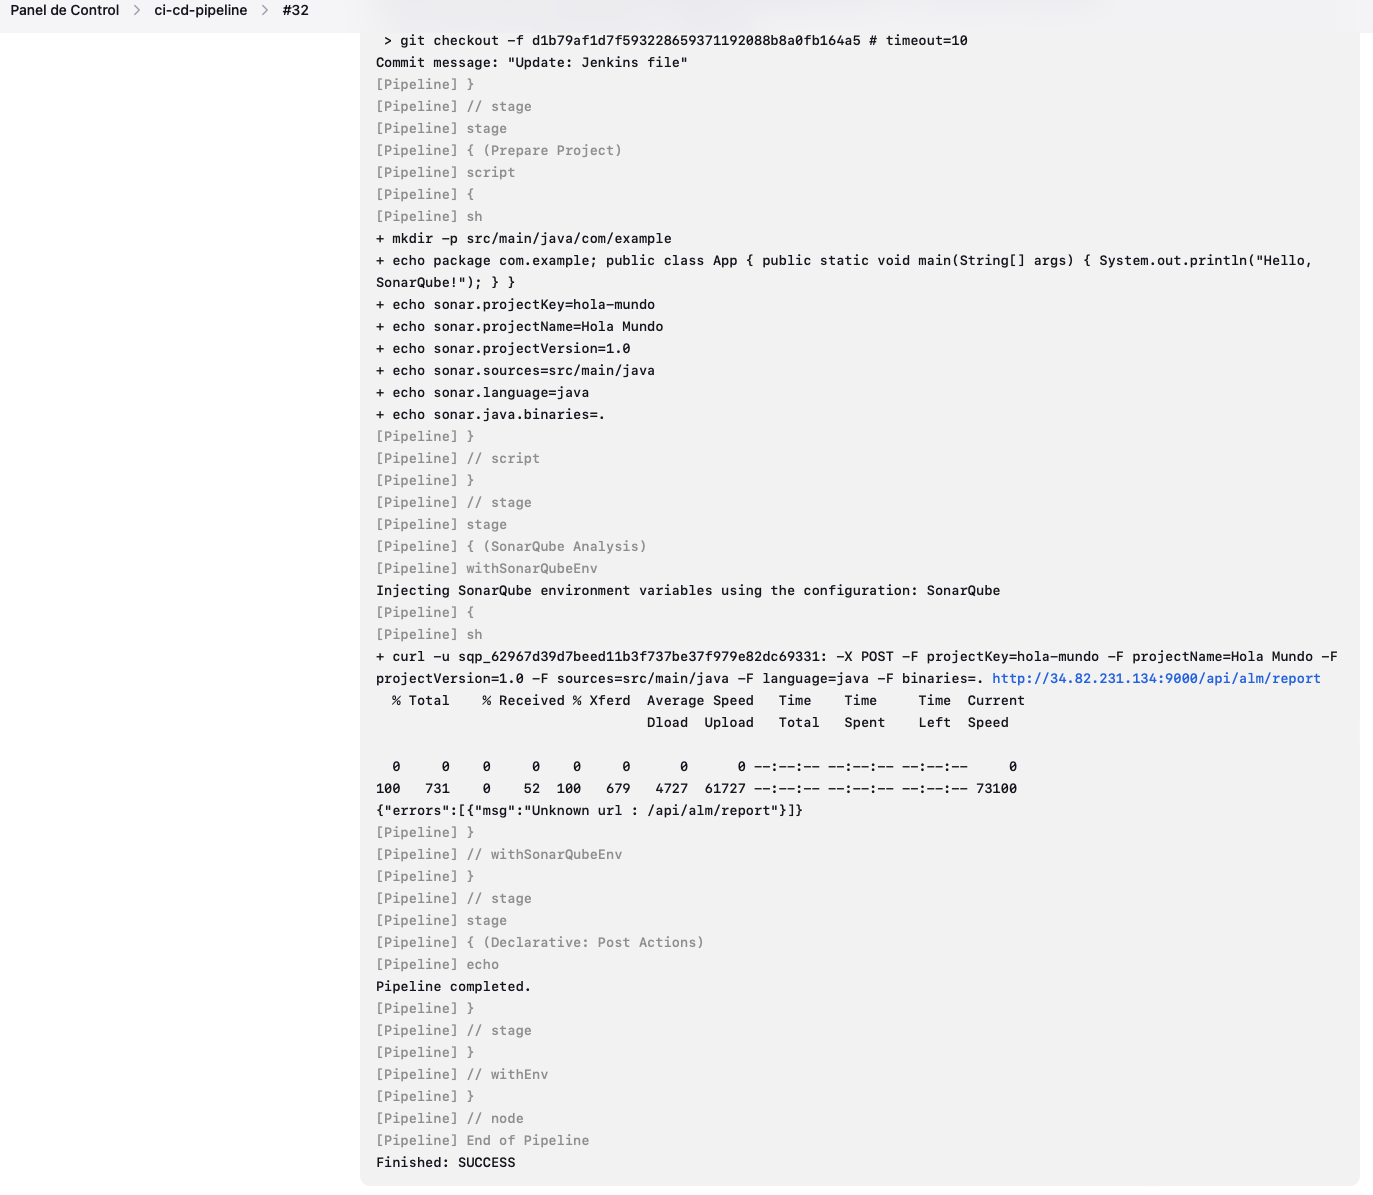 Panel de Control > ci-cd-pipeline > #32
> git checkout -f d1b79af1d7f593228659371192088b8a0fb164a5 # timeout=10
Commit message: "Update: Jenkins file"
[Pipeline] }
[Pipeline] // stage
[Pipeline] stage
[Pipeline] { (Prepare Project)
[Pipeline] script
[Pipeline] {
[Pipeline] sh
+ mkdir -p src/main/java/com/example
+ echo package com.example; public class App { public static void main(String[] args) { System.out.println("Hello,
SonarQube!"); } }
+ echo sonar.projectKey=hola-mundo
+ echo sonar.projectName=Hola Mundo
+ echo sonar.projectVersion=1.0
+ echo sonar.sources=src/main/java
+ echo sonar.language=java
+ echo sonar.java.binaries=.
[Pipeline] }
[Pipeline] // script
[Pipeline] }
[Pipeline] // stage
[Pipeline] stage
[Pipeline] { (SonarQube Analysis)
[Pipeline] withSonarQubeEnv
Injecting SonarQube environment variables using the configuration: SonarQube
[Pipeline] {
[Pipeline] sh
+ curl -u sqp_62967d39d7beed11b3f737be37f979e82dc69331: -X POST -F projectKey=hola-mundo -F projectName=Hola Mundo -F
projectVersion=1.0 -F sources=src/main/java -F language=java -F binaries=. http://34.82.231.134:9000/api/alm/report
% Total % Received % Xferd Average Speed Time Time Time Current
Dload Upload Total Spent Left Speed
0 0 0 0 0 0 0 0 --:--:-- --:--:-- --:--:-- 0
100 731 0 52 100 679 4727 61727 --:--:-- --:--:-- --:--:-- 73100
{"errors":[{"msg":"Unknown url : /api/alm/report"}]}
[Pipeline] }
[Pipeline] // withSonarQubeEnv
[Pipeline] }
[Pipeline] // stage
[Pipeline] stage
[Pipeline] { (Declarative: Post Actions)
[Pipeline] echo
Pipeline completed.
[Pipeline] }
[Pipeline] // stage
[Pipeline] }
[Pipeline] // withEnv
[Pipeline] }
[Pipeline] // node
[Pipeline] End of Pipeline
Finished: SUCCESS